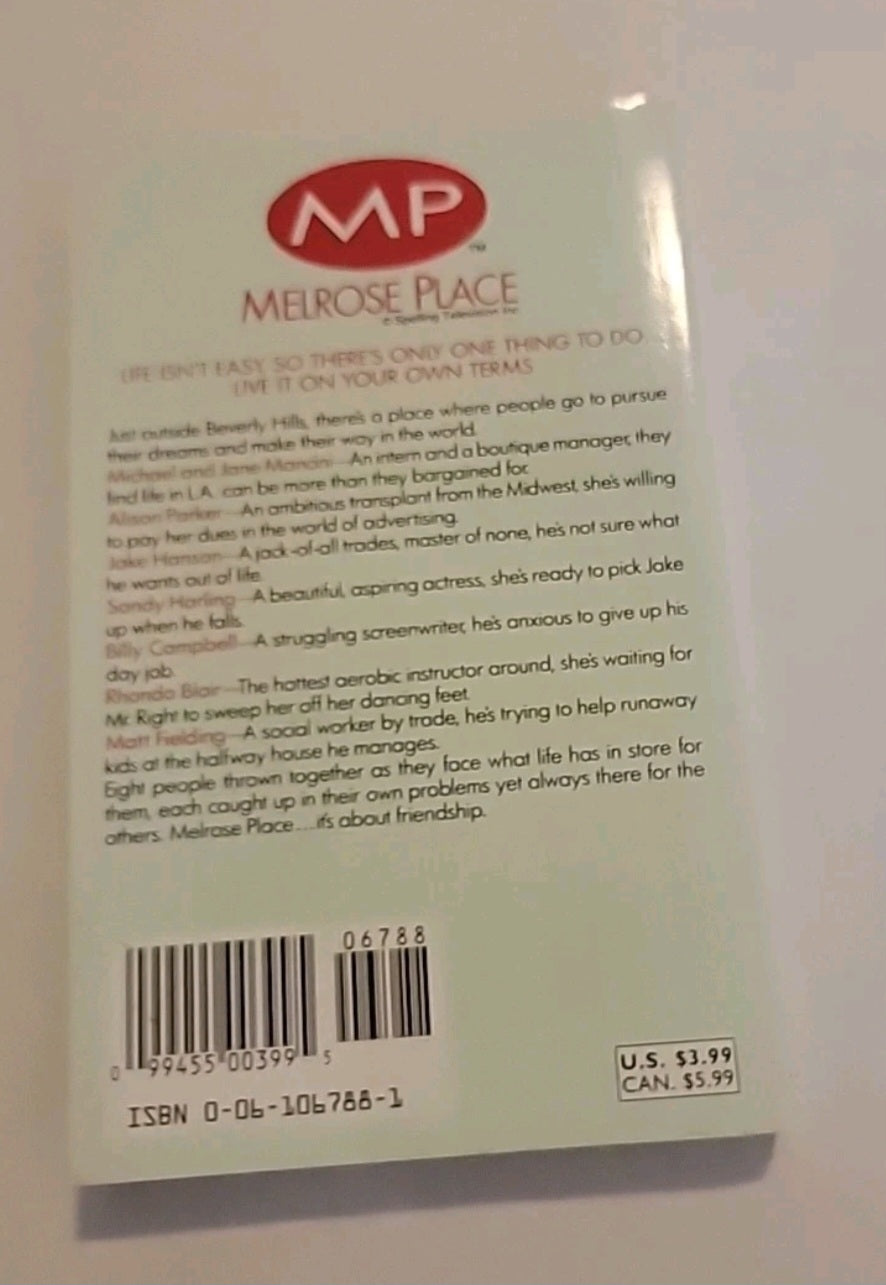 MP
TM
MELROSE PLACE
© Spelling Television Inc.
LIFE ISN'T EASY, SO THERE'S ONLY ONE THING TO DO
LIVE IT ON YOUR OWN TERMS
Just outside Beverly Hills, there's a place where people go to pursue
their dreams and make their way in the world.
Michael and Jane Mancini—An intern and a boutique manager, they
find life in L.A. can be more than they bargained for.
Alison Parker—An ambitious transplant from the Midwest, she's willing
to pay her dues in the world of advertising.
Jake Hanson—A jack-of-all trades, master of none, he's not sure what
he wants out of life.
Sandy Harling—A beautiful, aspiring actress, she's ready to pick Jake
up when he falls.
Billy Campbell—A struggling screenwriter, he's anxious to give up his
day job.
Rhonda Blair—The hottest aerobic instructor around, she's waiting for
Mr. Right to sweep her off her dancing feet.
Matt Fielding—A social worker by trade, he's trying to help runaway
kids at the halfway house he manages.
Eight people thrown together as they face what life has in store for
them, each caught up in their own problems yet always there for the
others. Melrose Place....it's about friendship.
06788
0 99455 00399 5
ISBN 0-06-106788-1
U.S. $3.99
CAN. $5.99